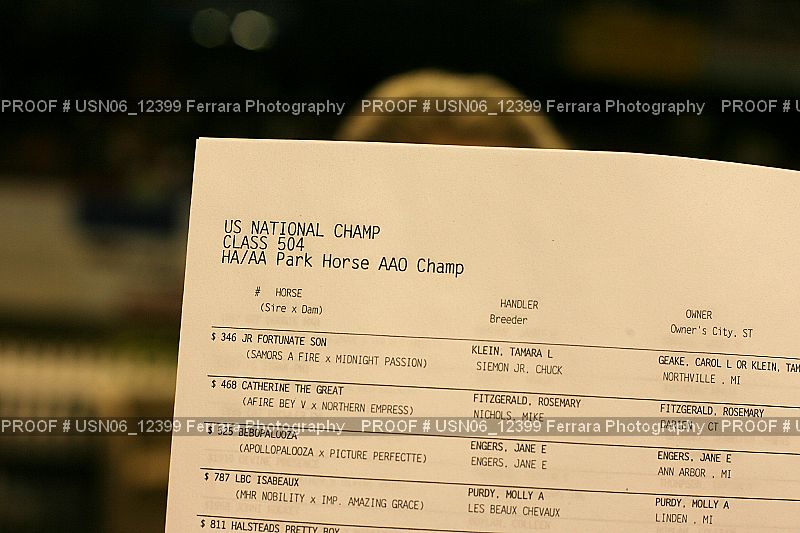 PROOF # USN06_12399 Ferrara Photography PROOF # USN06_12399 Ferrara Photography PROOF # USN
US NATIONAL CHAMP
CLASS 504
HA/AA Park Horse AAO Champ
# HORSE HANDLER OWNER
(Sire x Dam) Breeder Owner's City, ST
$ 346 JR FORTUNATE SON KLEIN, TAMARA L GEAKE, CAROL L OR KLEIN, TAM
(SAMORS A FIRE x MIDNIGHT PASSION) SIEMON JR, CHUCK NORTHVILLE , MI
$ 468 CATHERINE THE GREAT FITZGERALD, ROSEMARY FITZGERALD, ROSEMARY
(AFIRE BEY V x NORTHERN EMPRESS) NICHOLS, MIKE CT
PROOF # USN06_12399 Ferrara Photography PROOF # USN06_12399 Ferrara Photography PROOF # USN
$ 525 BEBOPALOOZA ENGERS, JANE E ENGERS, JANE E
(APOLLOPALOOZA x PICTURE PERFECTTE) ENGERS, JANE E ANN ARBOR , MI
$ 787 LBC ISABEAUX PURDY, MOLLY A PURDY, MOLLY A
(MHR NOBILITY x IMP. AMAZING GRACE) LES BEAUX CHEVAUX LINDEN , MI
$ 811 HALSTEADS PRETTY BOY